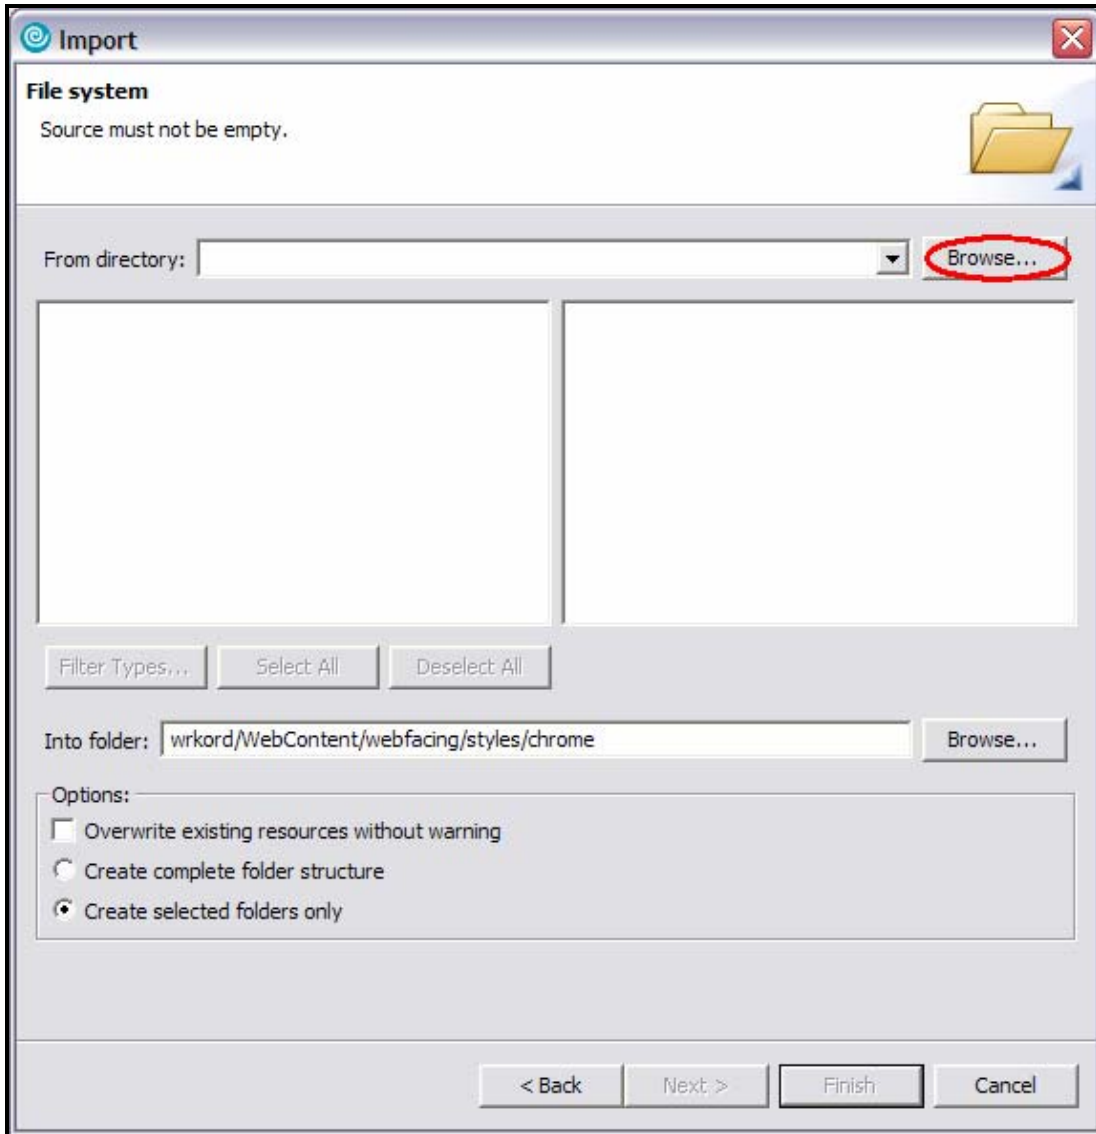 Import
File system
Source must not be empty.
From directory: Browse...
Filter Types... Select All Deselect All
Into folder: wrkord/WebContent/webfacing/styles/chrome Browse...
Options:
Overwrite existing resources without warning
Create complete folder structure
Create selected folders only
< Back Next > Finish Cancel